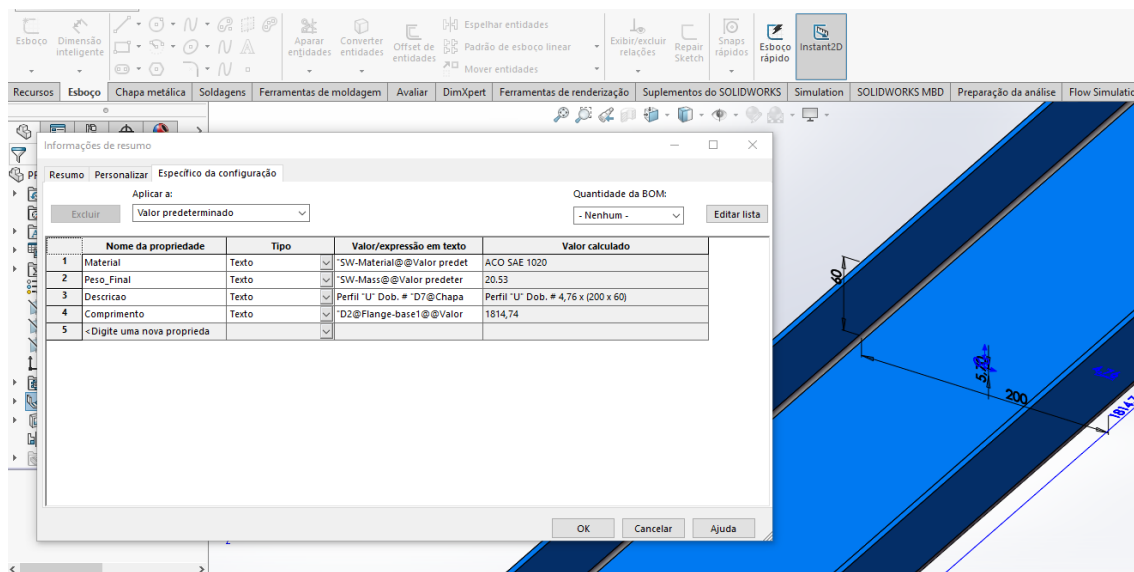 Esboço Dimensão inteligente Aparar entidades Converter entidades Offset de entidades Espelhar entidades
Padrão de esboço linear
Mover entidades
Exibir/excluir relações Repair Sketch Snaps rápidos Esboço rápido Instant2D
Recursos Esboço Chapa metálica Soldagens Ferramentas de moldagem Avaliar DimXpert Ferramentas de renderização Suplementos do SOLIDWORKS Simulation SOLIDWORKS MBD Preparação da análise
Informações de resumo
Resumo Personalizar Específico da configuração
Aplicar a: Quantidade da BOM:
Excluir Valor predeterminado - Nenhum - Editar lista
Nome da propriedade Tipo Valor/expressão em texto Valor calculado
1 Material Texto "SW-Material@@Valor predet ACO SAE 1020
2 Peso_Final Texto "SW-Mass@@Valor predeter 20.53
3 Descricao Texto Perfil "U" Dob. # "D7@Chapa Perfil "U" Dob. # 4,76 x (200 x 60)
4 Comprimento Texto "D2@Flange-base1@@Valor 1814,74
5 <Digite uma nova proprieda
OK Cancelar Ajuda
60
200